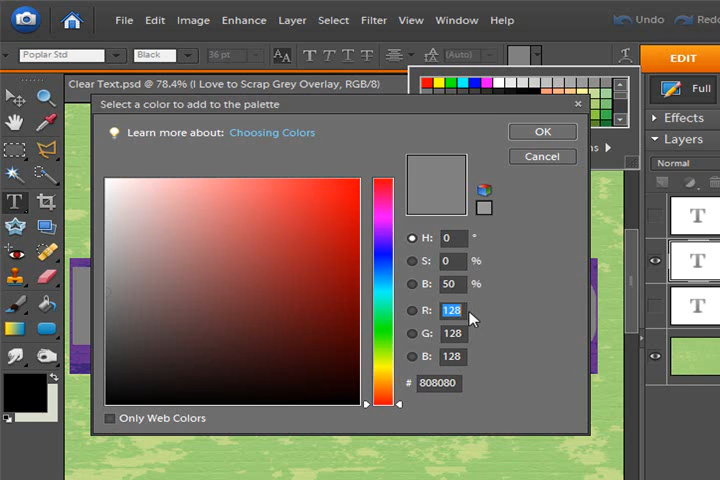 File Edit Image Enhance Layer Select Filter View Window Help Undo Redo
Poplar Std Black 36 pt T T T T (Auto) EDIT
Clear Text.psd @ 78.4% (I Love to Scrap Grey Overlay, RGB/8)
Full
Select a color to add to the palette
Effects
Learn more about: Choosing Colors OK
Layers
Cancel
Normal
H: 0 °
S: 0 %
B: 50 %
R: 128
G: 128
B: 128
# 808080
Only Web Colors
T
T
T
T